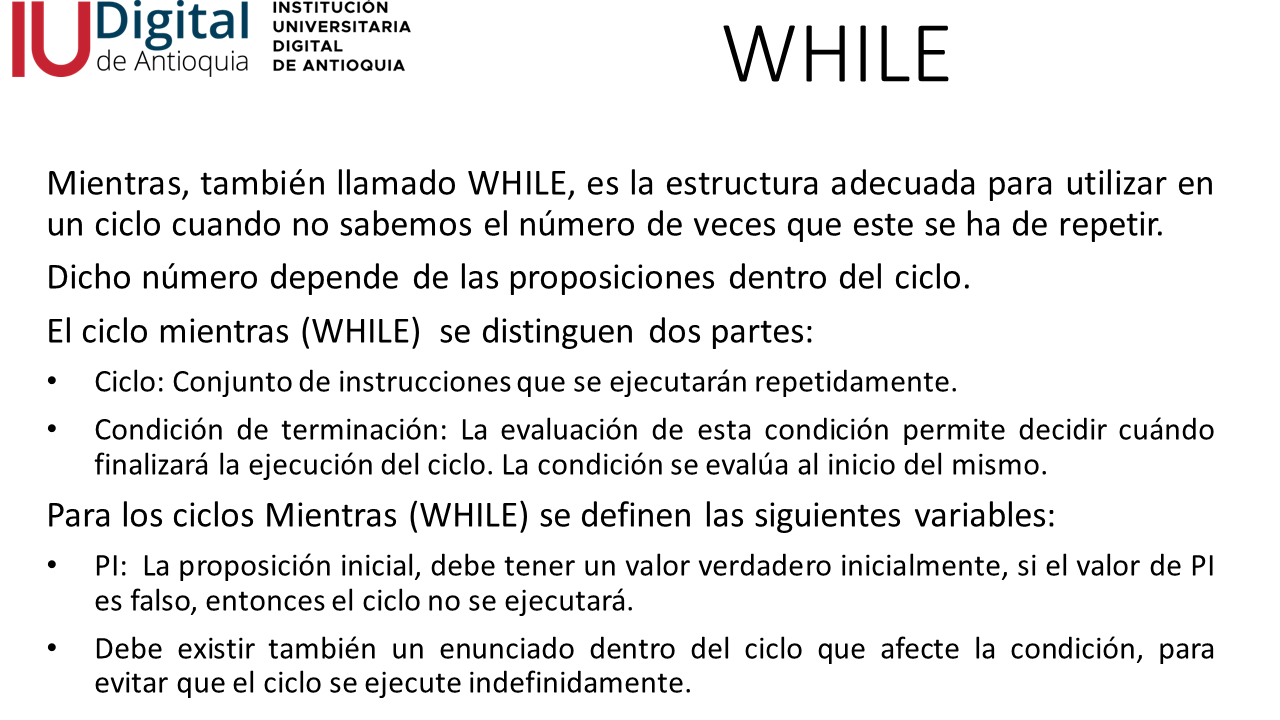 IUDigital
de Antioquia
INSTITUCIÓN
UNIVERSITARIA
DIGITAL
DE ANTIOQUIA
WHILE
Mientras, también llamado WHILE, es la estructura adecuada para utilizar en
un ciclo cuando no sabemos el número de veces que este se ha de repetir.
Dicho número depende de las proposiciones dentro del ciclo.
El ciclo mientras (WHILE) se distinguen dos partes:
• Ciclo: Conjunto de instrucciones que se ejecutarán repetidamente.
• Condición de terminación: La evaluación de esta condición permite decidir cuándo
finalizará la ejecución del ciclo. La condición se evalúa al inicio del mismo.
Para los ciclos Mientras (WHILE) se definen las siguientes variables:
• PI: La proposición inicial, debe tener un valor verdadero inicialmente, si el valor de PI
es falso, entonces el ciclo no se ejecutará.
• Debe existir también un enunciado dentro del ciclo que afecte la condición, para
evitar que el ciclo se ejecute indefinidamente.